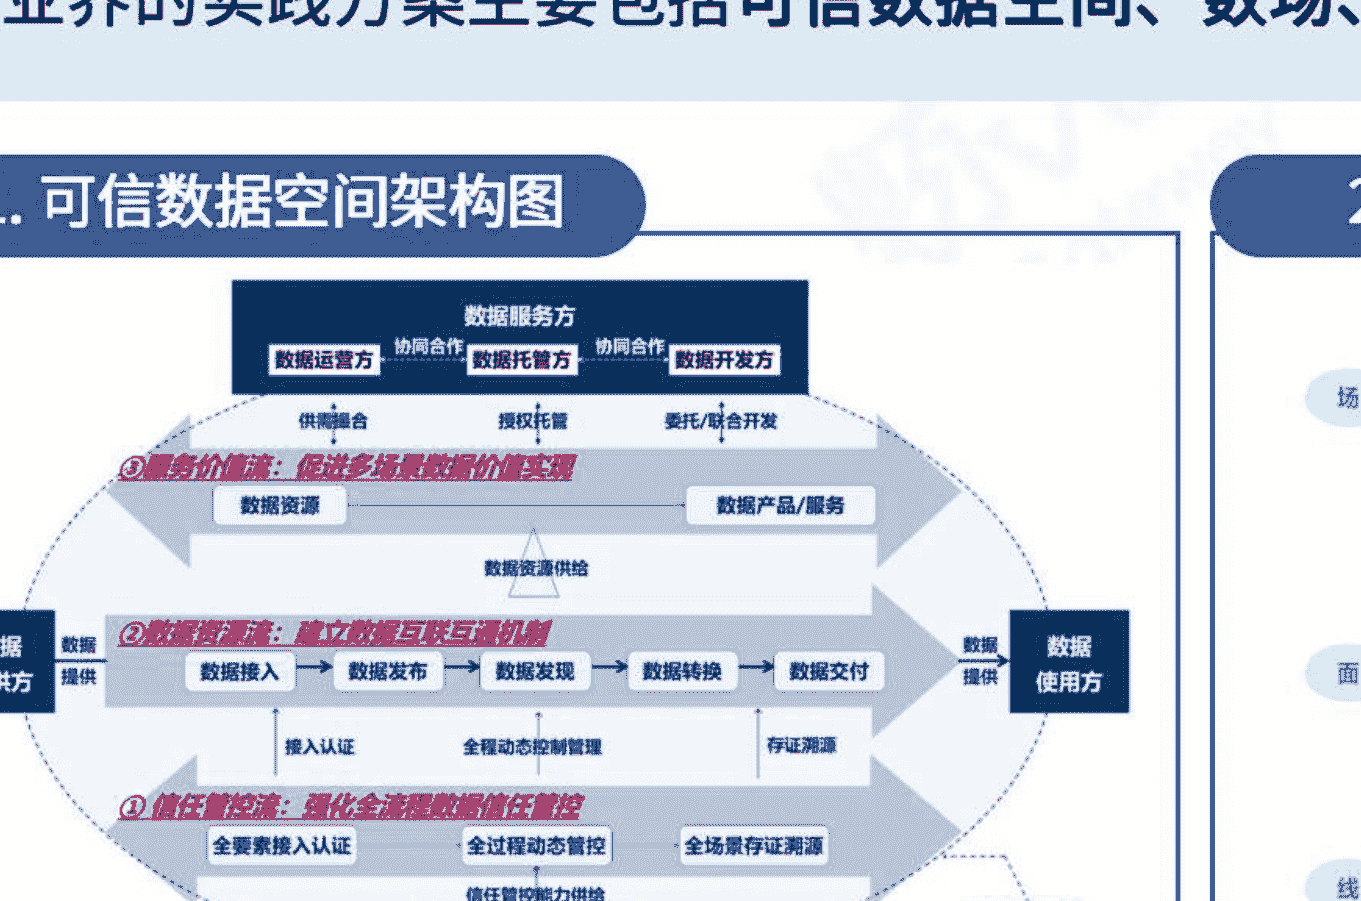 业界的实践方案主要包括可信数据空间、数场、
1. 可信数据空间架构图
2
数据服务方
数据运营方 协同合作 数据托管方 协同合作 数据开发方
供需撮合 授权托管 委托/联合开发
③服务价值流：促进多场景数据价值实现
数据资源 数据产品/服务
数据资源供给
②数据资源流：建立数据互联互通机制
数据接入 数据发布 数据发现 数据转换 数据交付
据
供方
数据
提供
数据
提供
数据
使用方
接入认证 全程动态控制管理 存证溯源
① 信任管控流：强化全流程数据信任管控
全要素接入认证 全过程动态管控 全场景存证溯源
信任管控能力供给
场
面
线